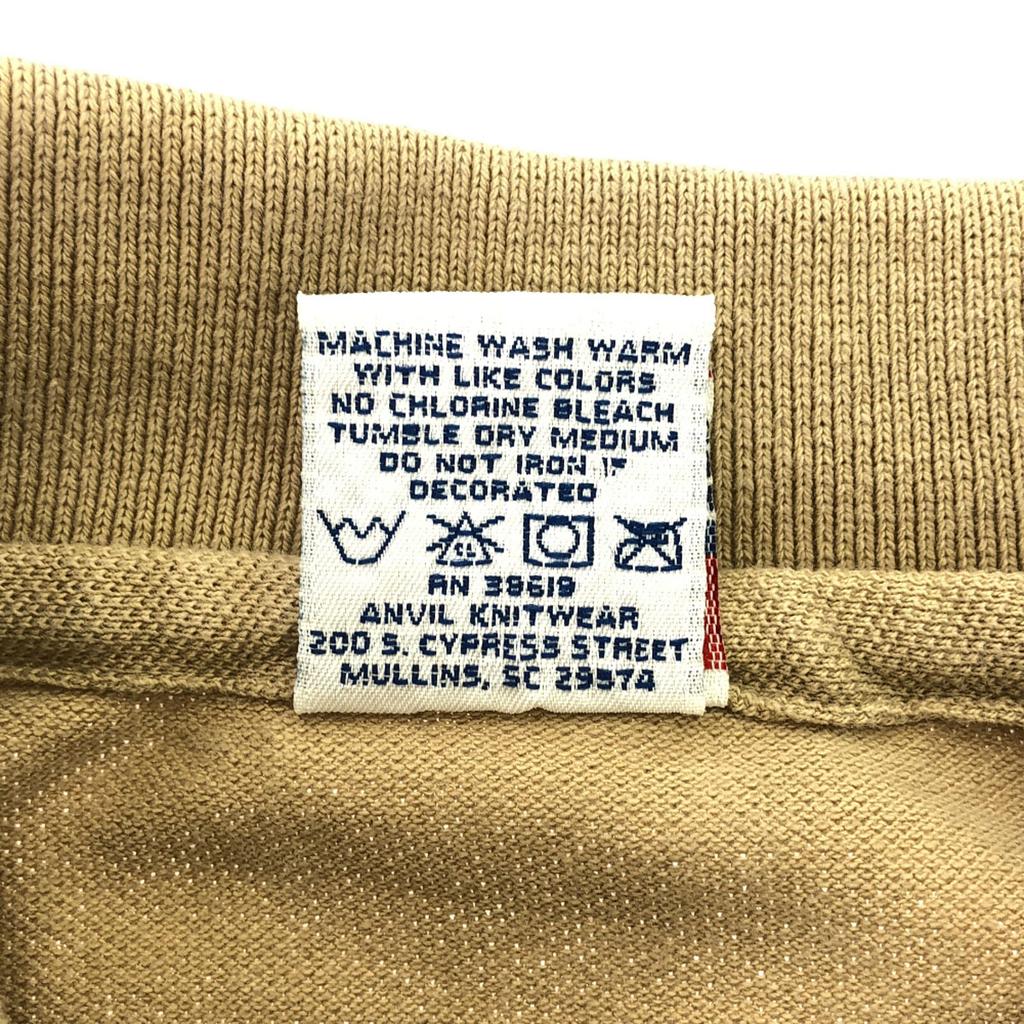 MACHINE WASH WARM
WITH LIKE COLORS
NO CHLORINE BLEACH
TUMBLE DRY MEDIUM
DO NOT IRON IF
DECORATED
RN 38619
ANVIL KNITWEAR
200 S. CYPRESS STREET
MULLINS, SC 29574